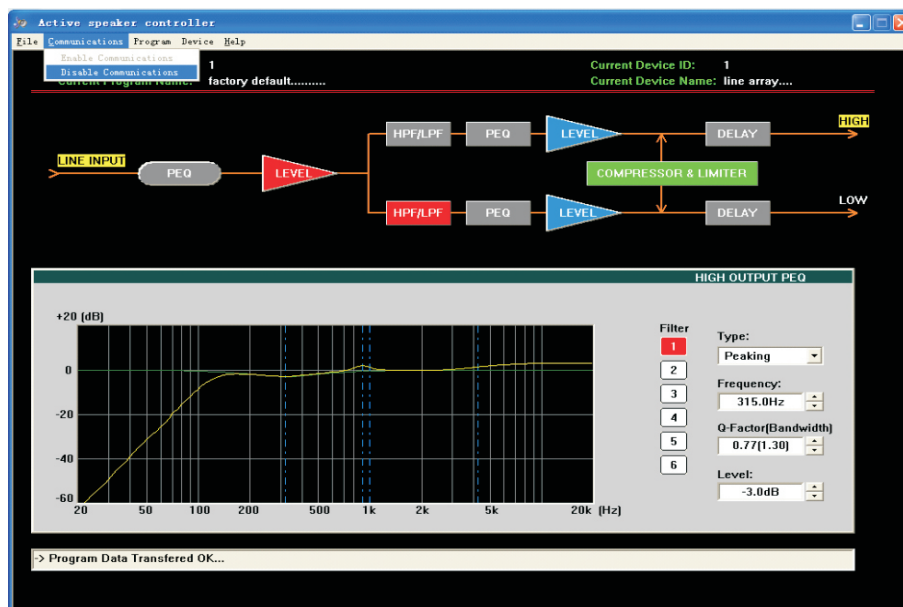 Active speaker controller
File Communications Program Device Help
Enable Communications
Disable Communications
1
Current Device ID: 1
Current Program Name: factory default..........
Current Device Name: line array....
HIGH
HPF/LPF PEQ LEVEL DELAY
LINE INPUT
PEQ LEVEL
COMPRESSOR & LIMITER
LOW
HPF/LPF PEQ LEVEL DELAY
HIGH OUTPUT PEQ
+20 (dB)
0
-20
-40
-60
20 50 100 200 500 1k 2k 5k 20k (Hz)
Filter
1
2
3
4
5
6
Type:
Peaking
Frequency:
315.0Hz
Q-Factor(Bandwidth)
0.77(1.30)
Level:
-3.0dB
-> Program Data Transfered OK...